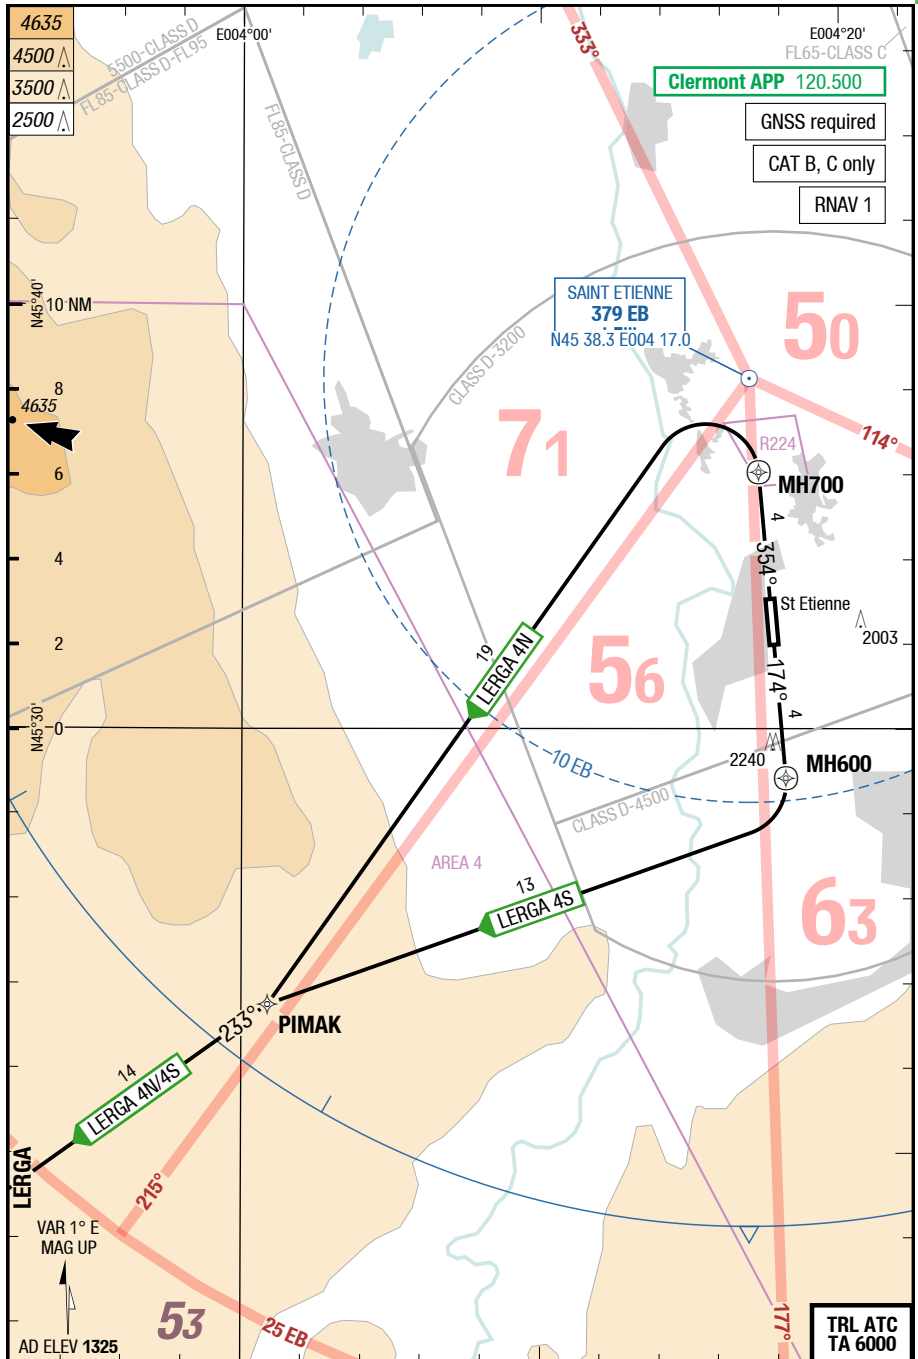 4635
4500
3500
2500
5500-CLASS D
FL85-CLASS D-FL95
E004°00'
FL85-CLASS D
333°
E004°20'
FL65-CLASS C
Clermont APP 120.500
GNSS required
CAT B, C only
RNAV 1
N45°40'
10 NM
SAINT ETIENNE
379 EB
N45 38.3 E004 17.0
50
CLASS D-3200
8
4635
71
R224
114°
6
MH700
4
354°
4
St Etienne
2003
2
19
LERGA 4N
56
174°
4
N45°30'
0
10 EB
2240
MH600
CLASS D-4500
AREA 4
13
LERGA 4S
63
233°
PIMAK
14
LERGA 4N/4S
LERGA
215°
VAR 1° E
MAG UP
53
25 EB
177°
AD ELEV 1325
TRL ATC
TA 6000